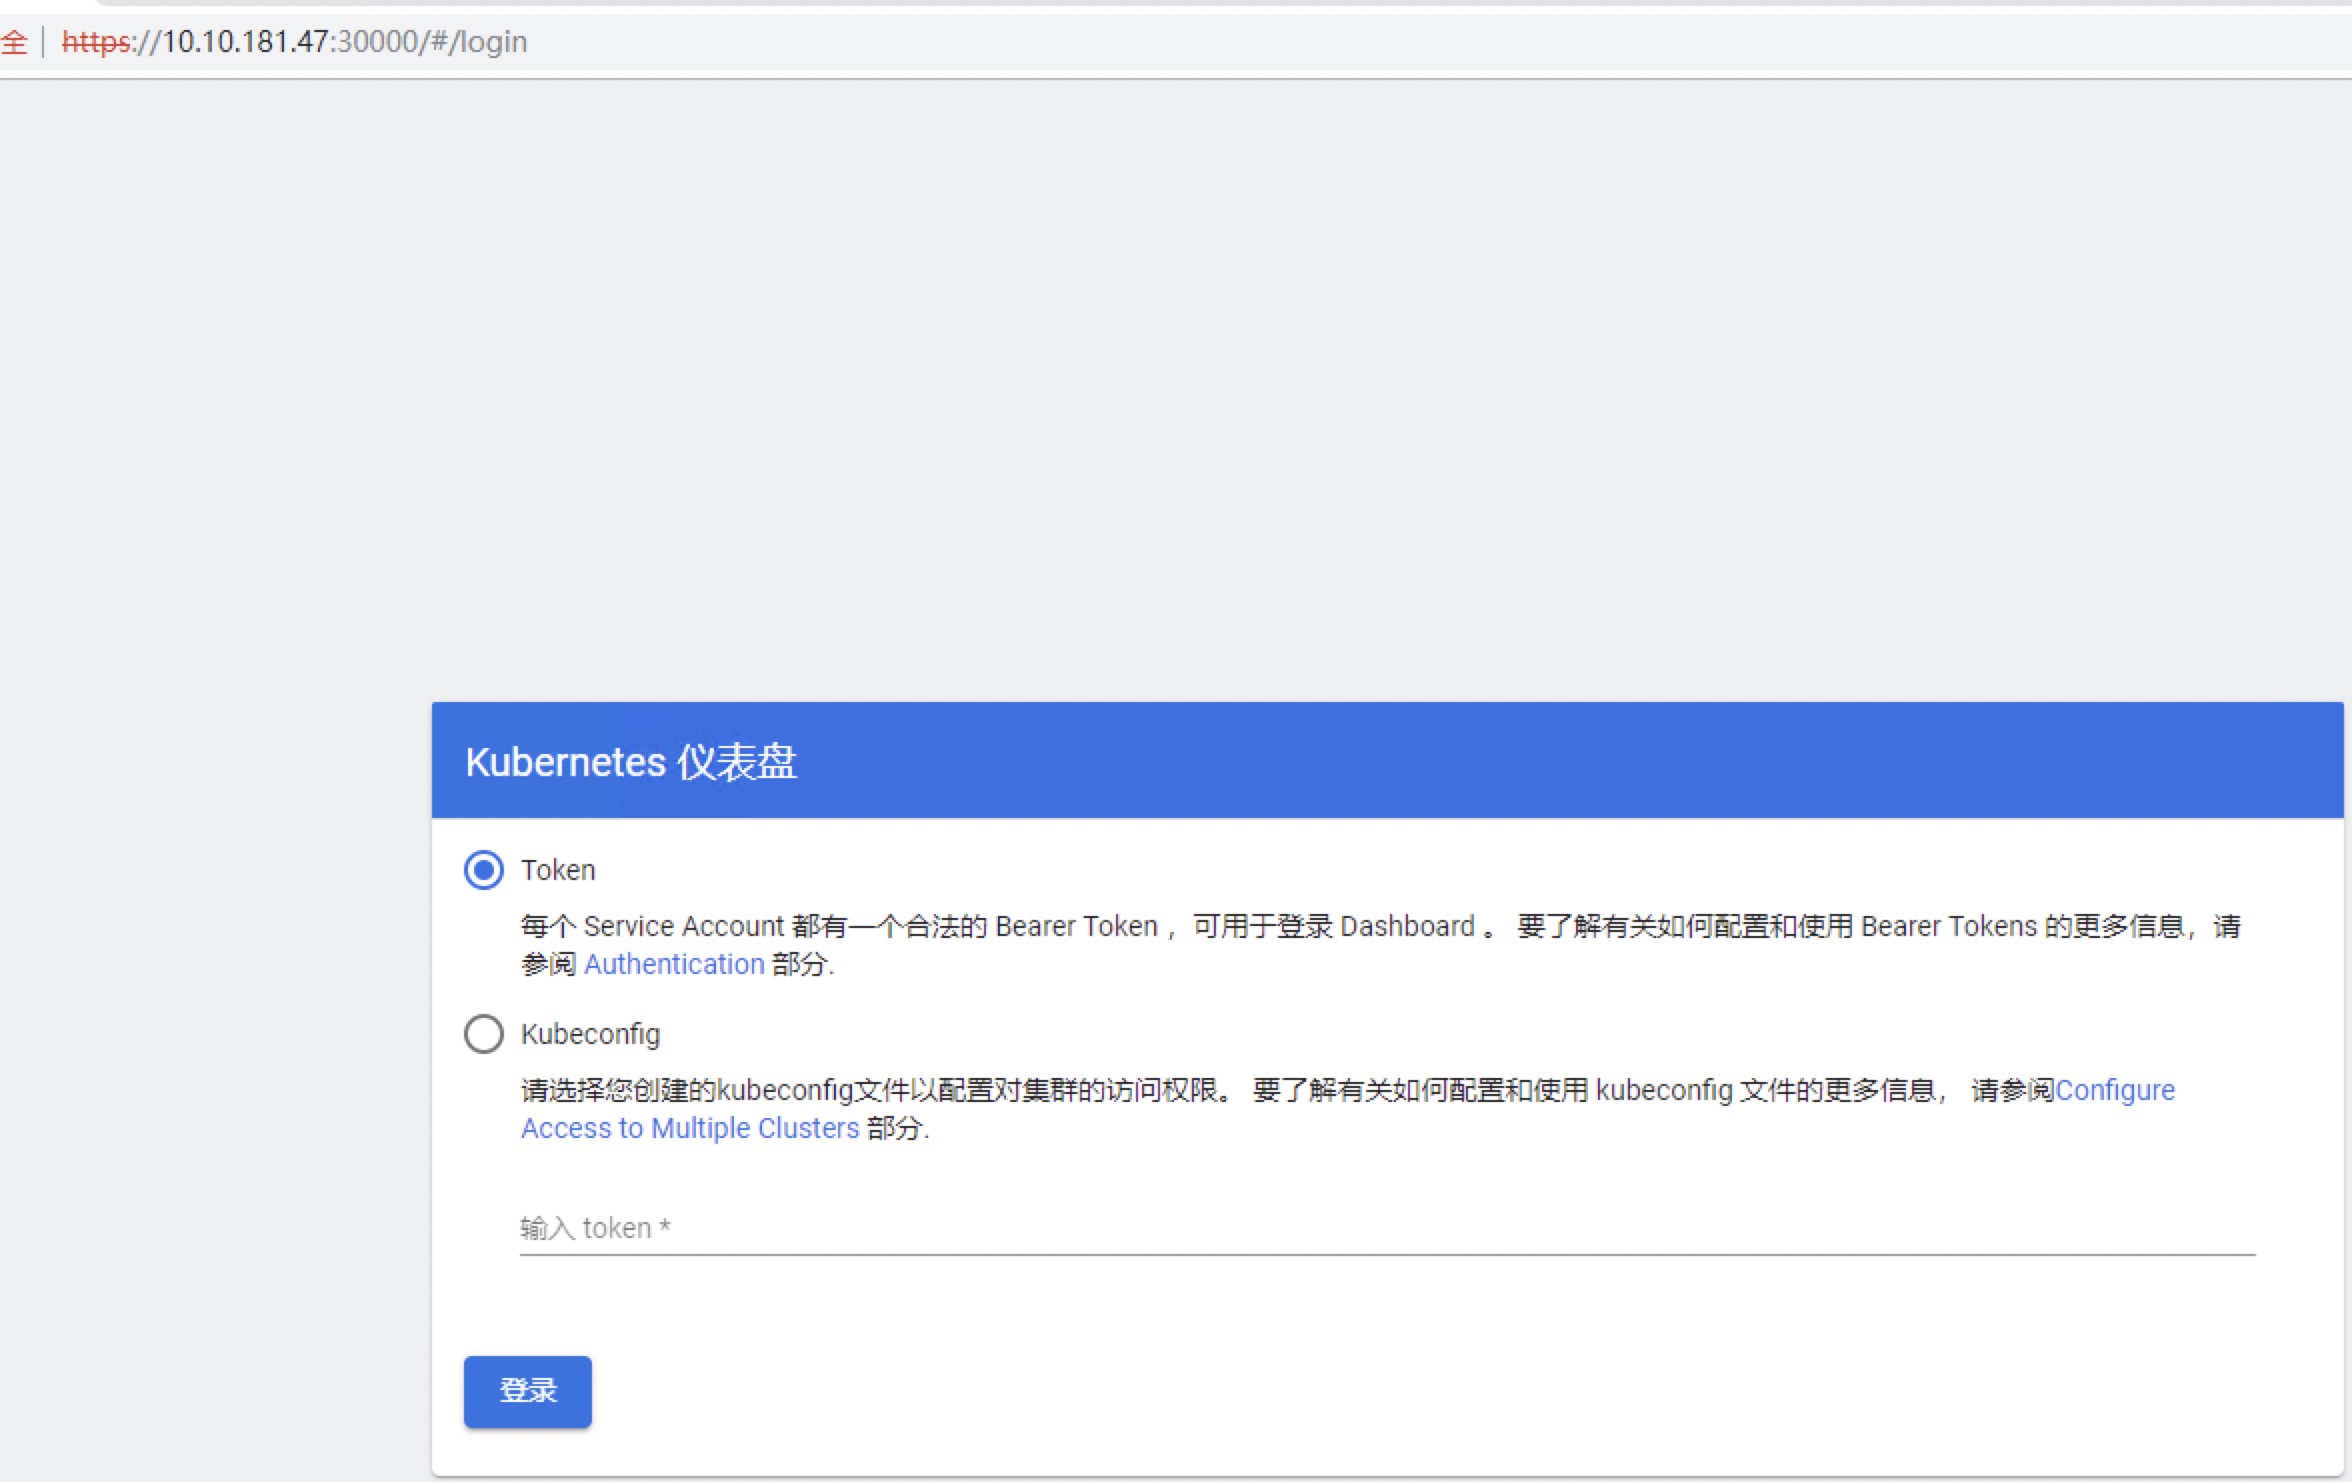 全 | https://10.10.181.47:30000/#/login
Kubernetes 仪表盘
Token
每个 Service Account 都有一个合法的 Bearer Token ，可用于登录 Dashboard 。 要了解有关如何配置和使用 Bearer Tokens 的更多信息，请
参阅 Authentication 部分.
Kubeconfig
请选择您创建的kubeconfig文件以配置对集群的访问权限。 要了解有关如何配置和使用 kubeconfig 文件的更多信息， 请参阅Configure
Access to Multiple Clusters 部分.
输入 token *
登录